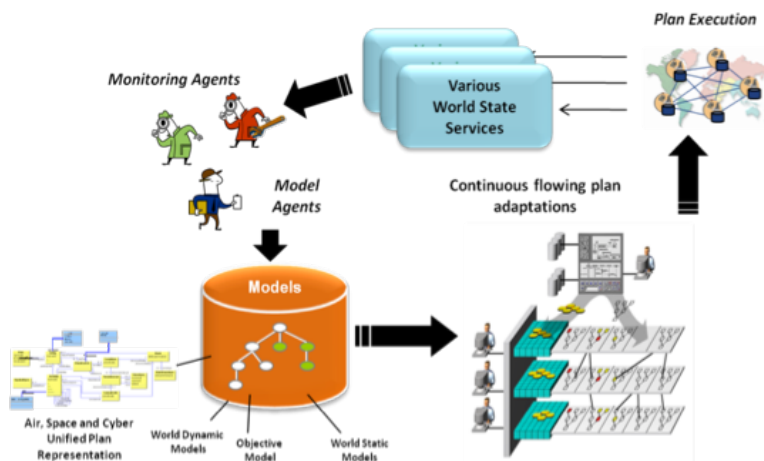 Plan Execution
Monitoring Agents
Various
World State
Services
Model
Agents
Continuous flowing plan
adaptations
Models
Air, Space and Cyber
Unified Plan
Representation
World Dynamic
Models
Objective
Model
World Static
Models